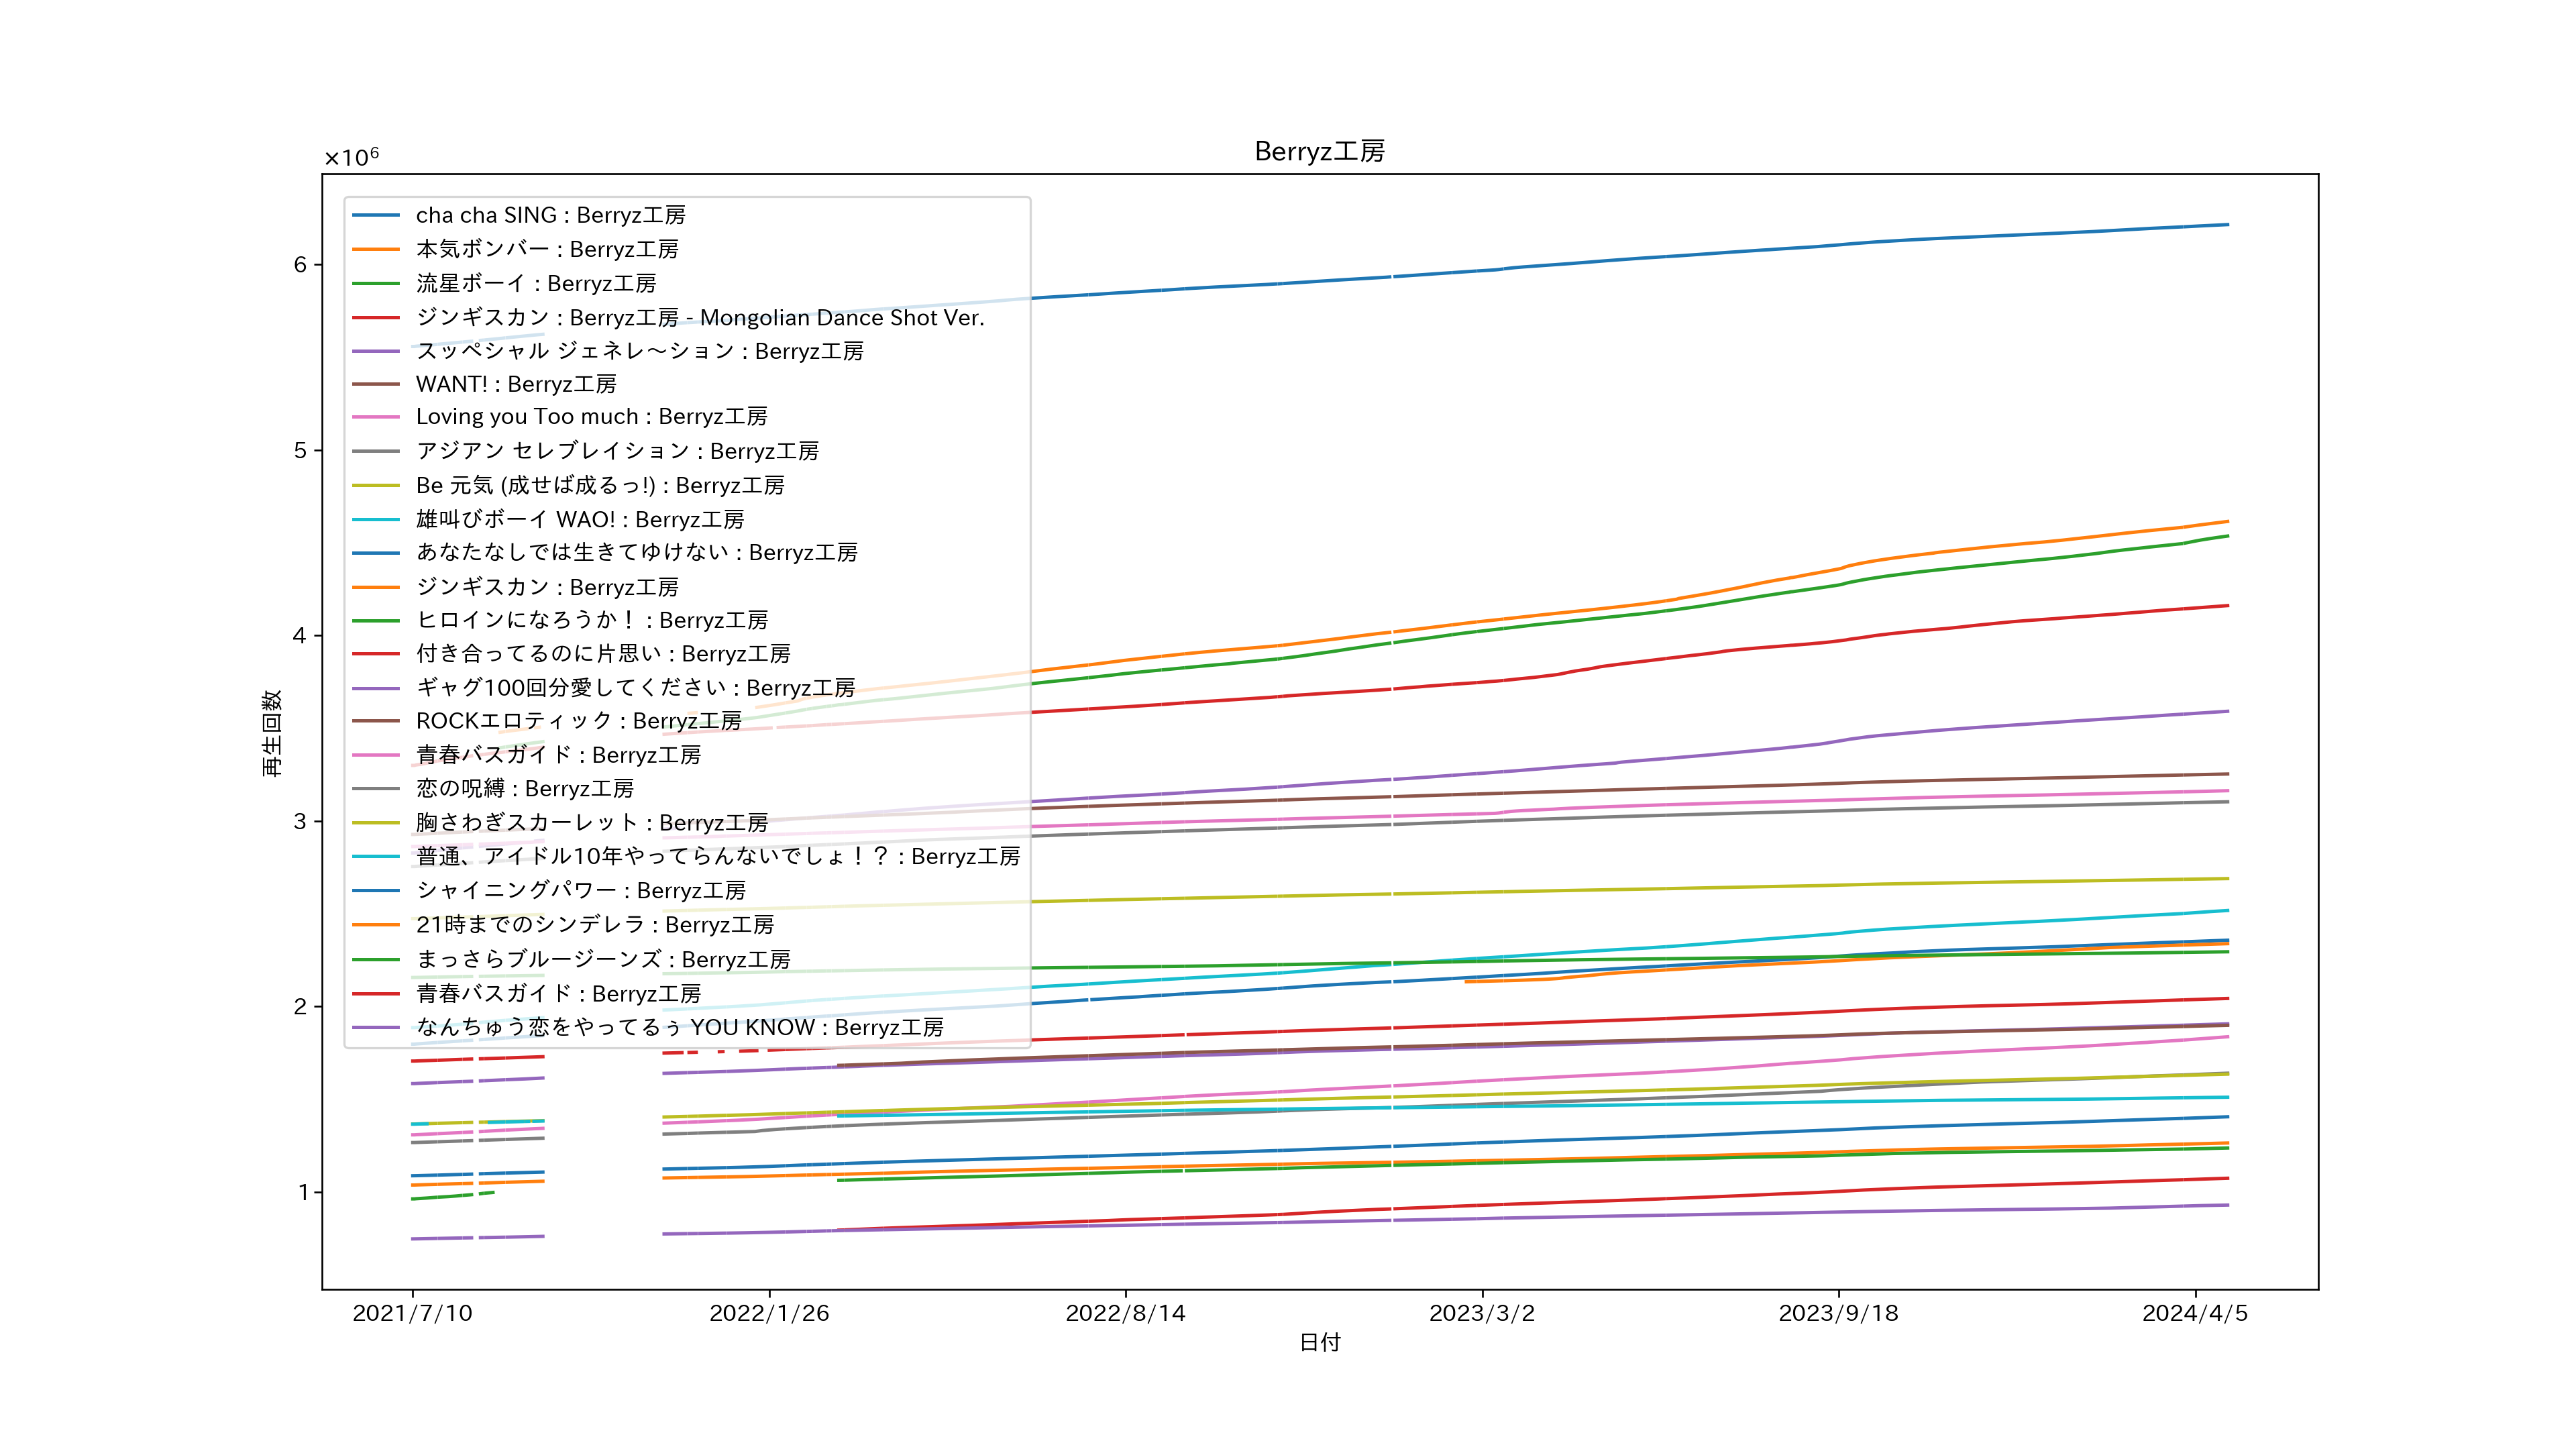 Berryz工房
×10⁶
cha cha SING : Berryz工房
本気ボンバー : Berryz工房
流星ボーイ : Berryz工房
ジンギスカン : Berryz工房 - Mongolian Dance Shot Ver.
スッペシャル ジェネレ～ション : Berryz工房
WANT! : Berryz工房
Loving you Too much : Berryz工房
アジアン セレブレイション : Berryz工房
Be 元気 (成せば成るっ!) : Berryz工房
雄叫びボーイ WAO! : Berryz工房
あなたなしでは生きてゆけない : Berryz工房
ジンギスカン : Berryz工房
ヒロインになろうか！ : Berryz工房
付き合ってるのに片思い : Berryz工房
ギャグ100回分愛してください : Berryz工房
ROCKエロティック : Berryz工房
青春バスガイド : Berryz工房
恋の呪縛 : Berryz工房
胸さわぎスカーレット : Berryz工房
普通、アイドル10年やってらんないでしょ！？ : Berryz工房
シャイニングパワー : Berryz工房
21時までのシンデレラ : Berryz工房
まっさらブルージーンズ : Berryz工房
青春バスガイド : Berryz工房
なんちゅう恋をやってるぅ YOU KNOW : Berryz工房
6
5
4
3
2
1
再生回数
2021/7/10
2022/1/26
2022/8/14
2023/3/2
2023/9/18
2024/4/5
日付